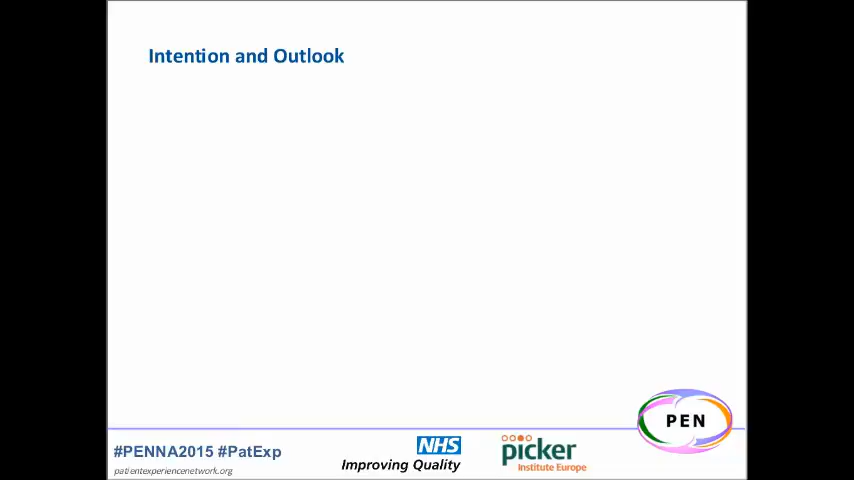 Intention and Outlook
PEN
#PENNA2015 #PatExp
NHS
Improving Quality
picker
Institute Europe
patientexperiencenetwork.org